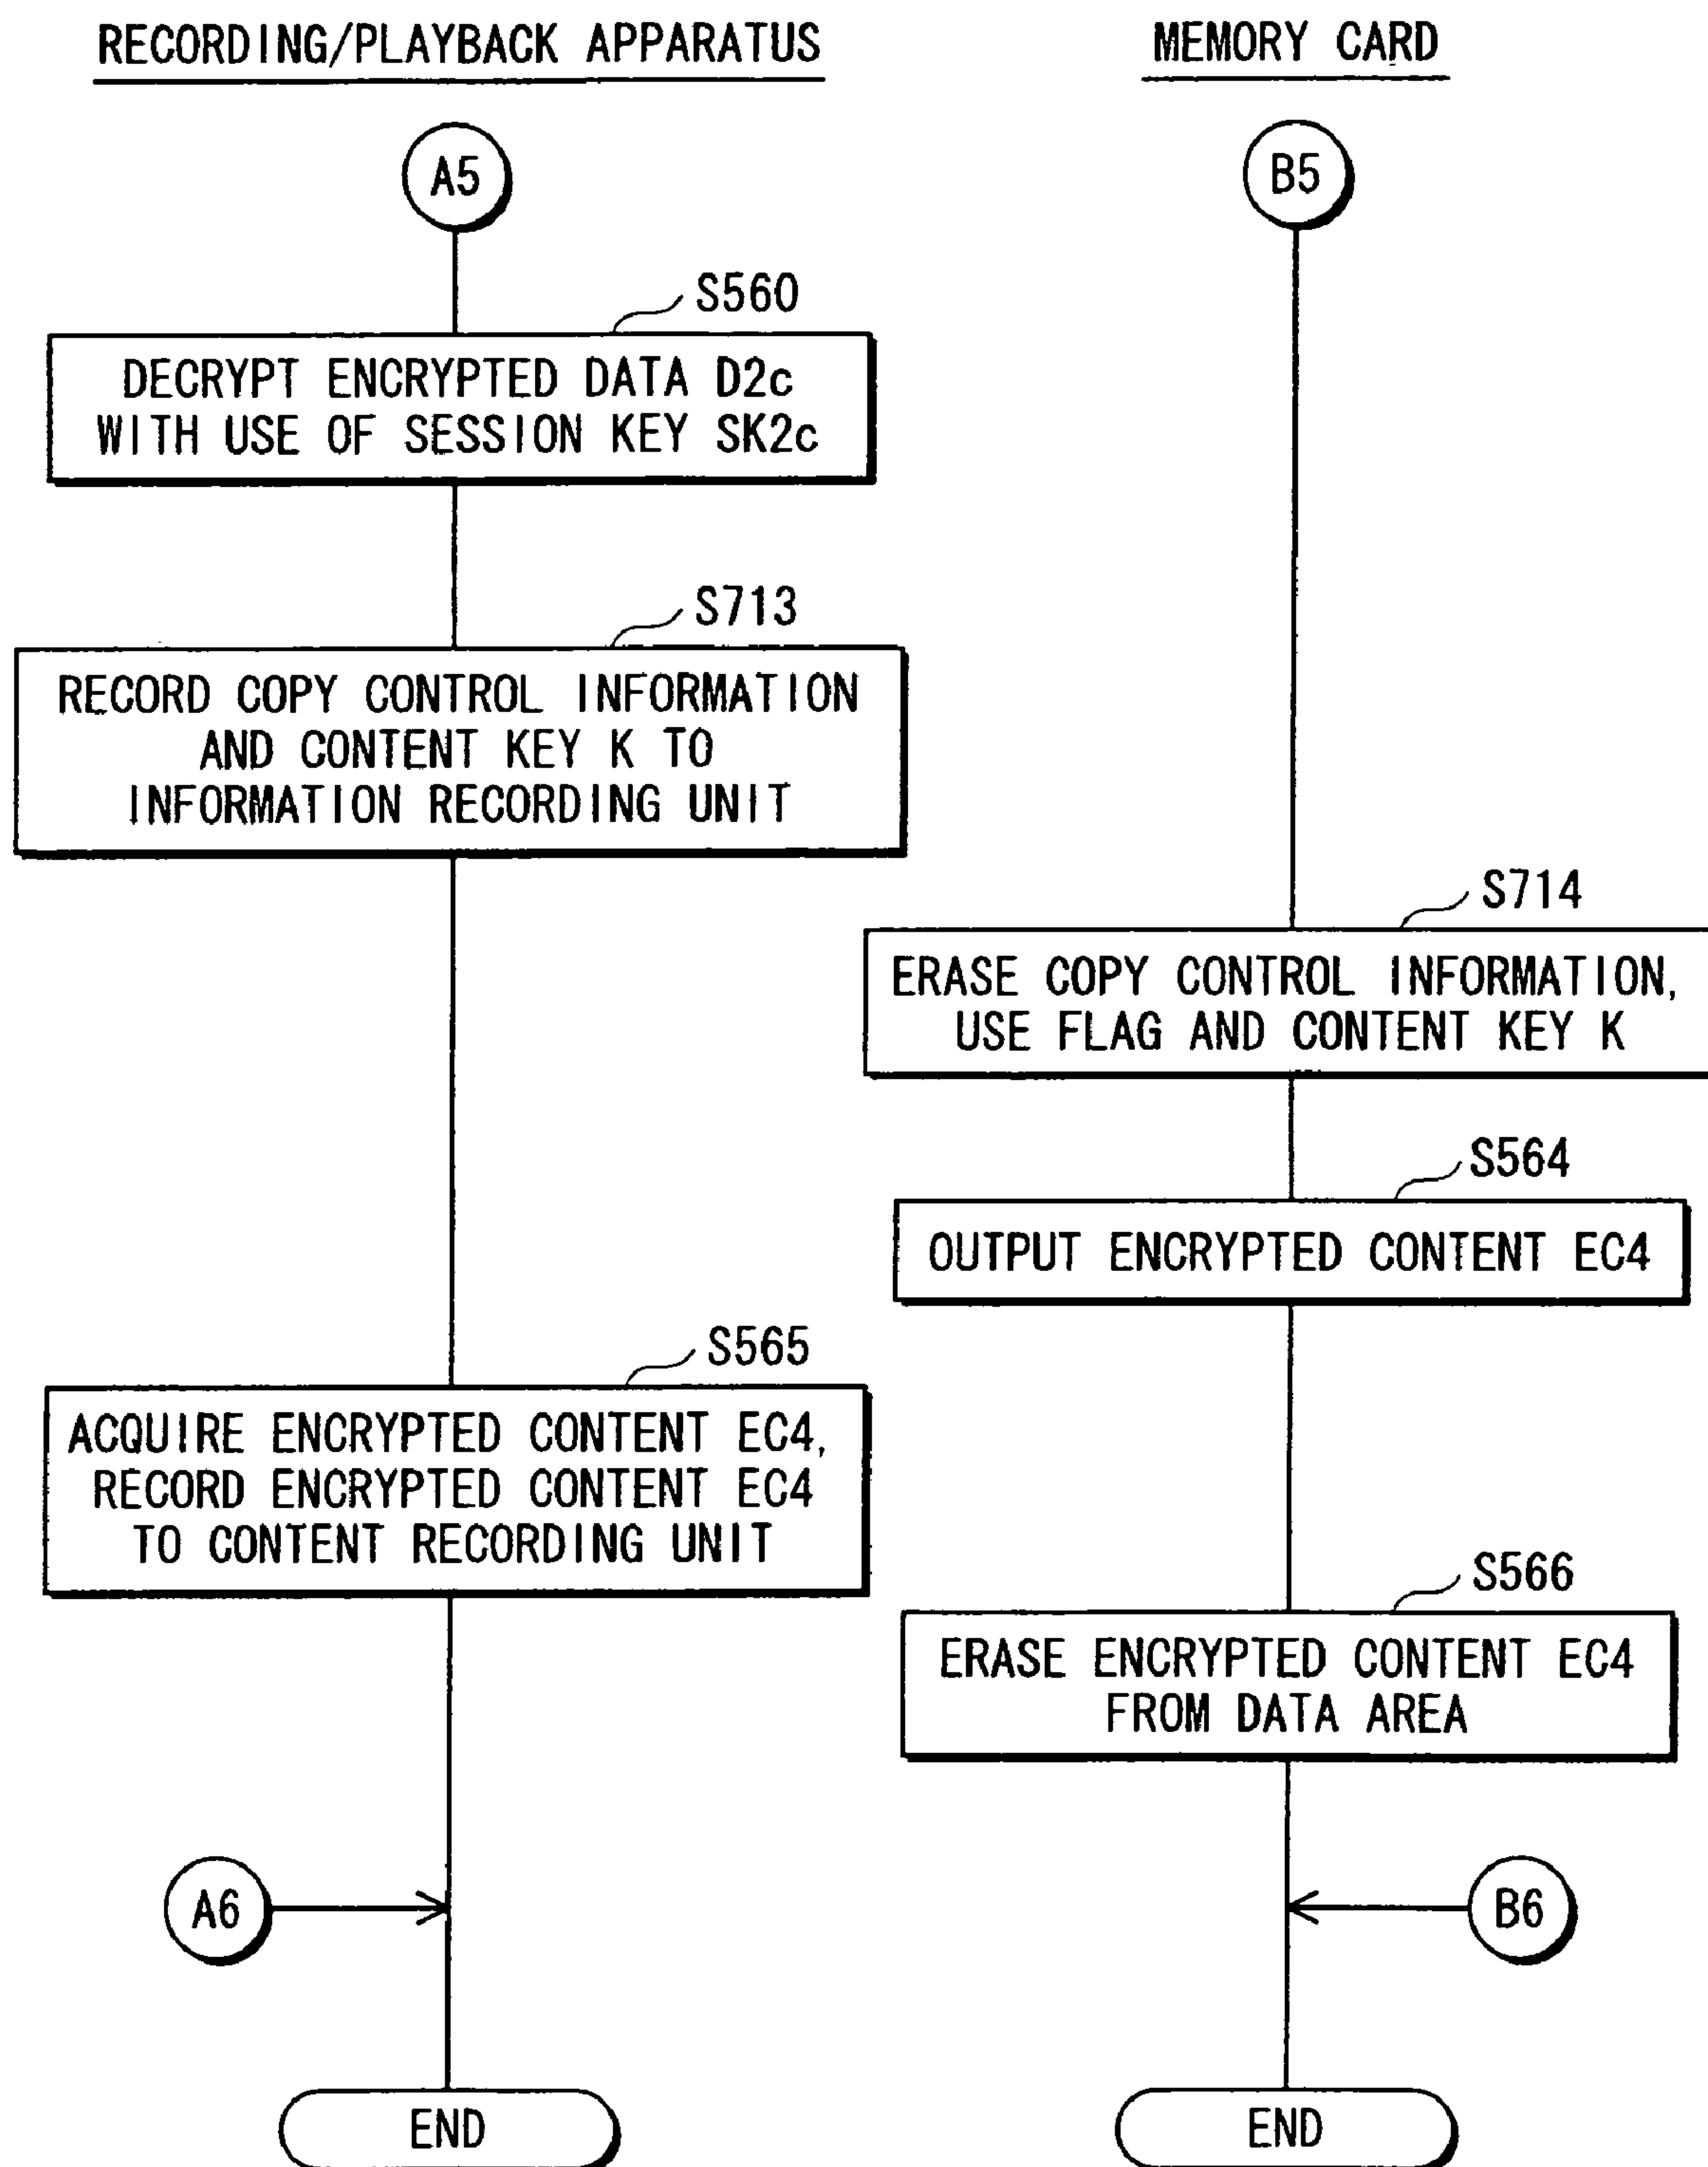 RECORDING/PLAYBACK APPARATUS
MEMORY CARD
A5
B5
S560
DECRYPT ENCRYPTED DATA D2c
WITH USE OF SESSION KEY SK2c
S713
RECORD COPY CONTROL INFORMATION
AND CONTENT KEY K TO
INFORMATION RECORDING UNIT
S714
ERASE COPY CONTROL INFORMATION,
USE FLAG AND CONTENT KEY K
S564
OUTPUT ENCRYPTED CONTENT EC4
S565
ACQUIRE ENCRYPTED CONTENT EC4,
RECORD ENCRYPTED CONTENT EC4
TO CONTENT RECORDING UNIT
S566
ERASE ENCRYPTED CONTENT EC4
FROM DATA AREA
A6
B6
END
END